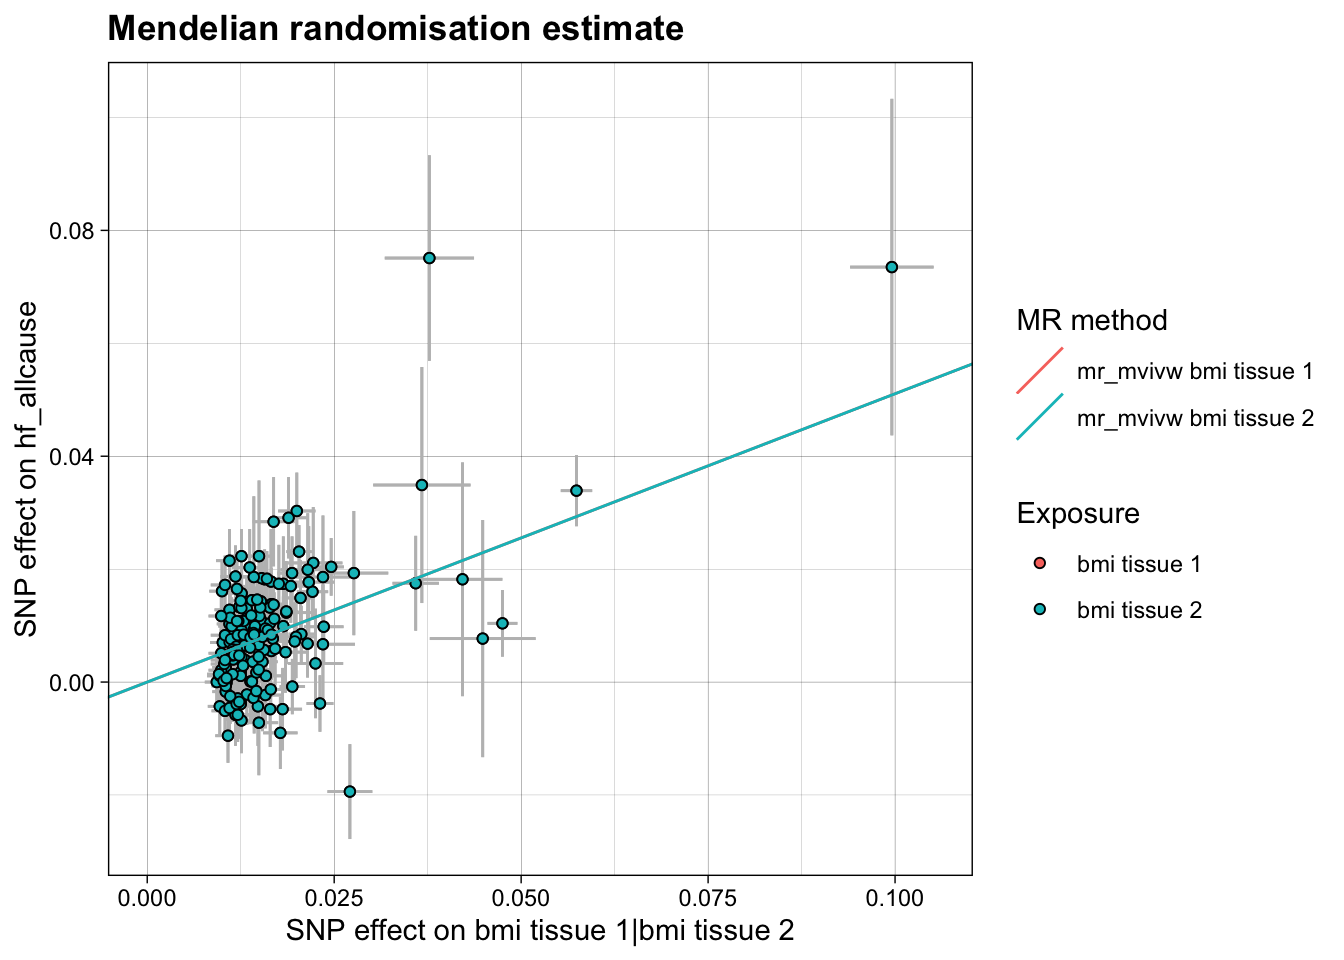 Mendelian randomisation estimate
SNP effect on hf_allcause
0.08
0.04
0.00
0.000
0.025
0.050
0.075
0.100
SNP effect on bmi tissue 1|bmi tissue 2
MR method
mr_mvivw bmi tissue 1
mr_mvivw bmi tissue 2
Exposure
bmi tissue 1
bmi tissue 2